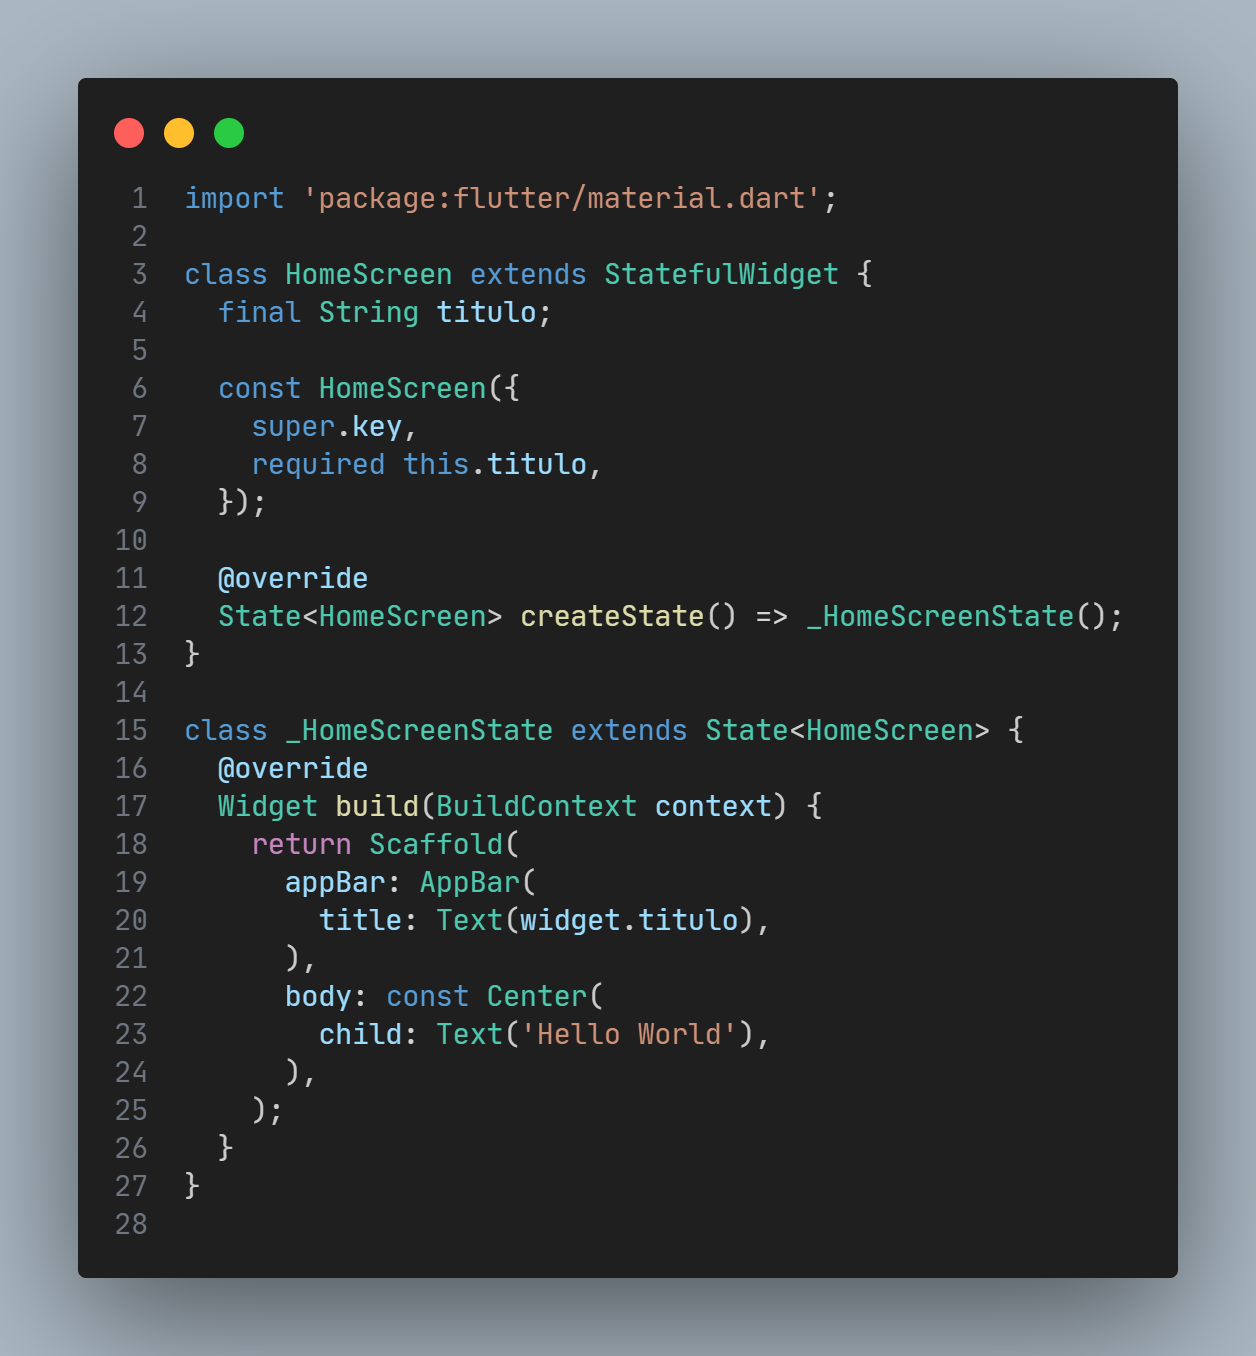 1 import 'package:flutter/material.dart';
2
3 class HomeScreen extends StatefulWidget {
4   final String titulo;
5
6   const HomeScreen({
7     super.key,
8     required this.titulo,
9   });
10
11   @override
12   State<HomeScreen> createState() => _HomeScreenState();
13 }
14
15 class _HomeScreenState extends State<HomeScreen> {
16   @override
17   Widget build(BuildContext context) {
18     return Scaffold(
19       appBar: AppBar(
20         title: Text(widget.titulo),
21       ),
22       body: const Center(
23         child: Text('Hello World'),
24       ),
25     );
26   }
27 }
28